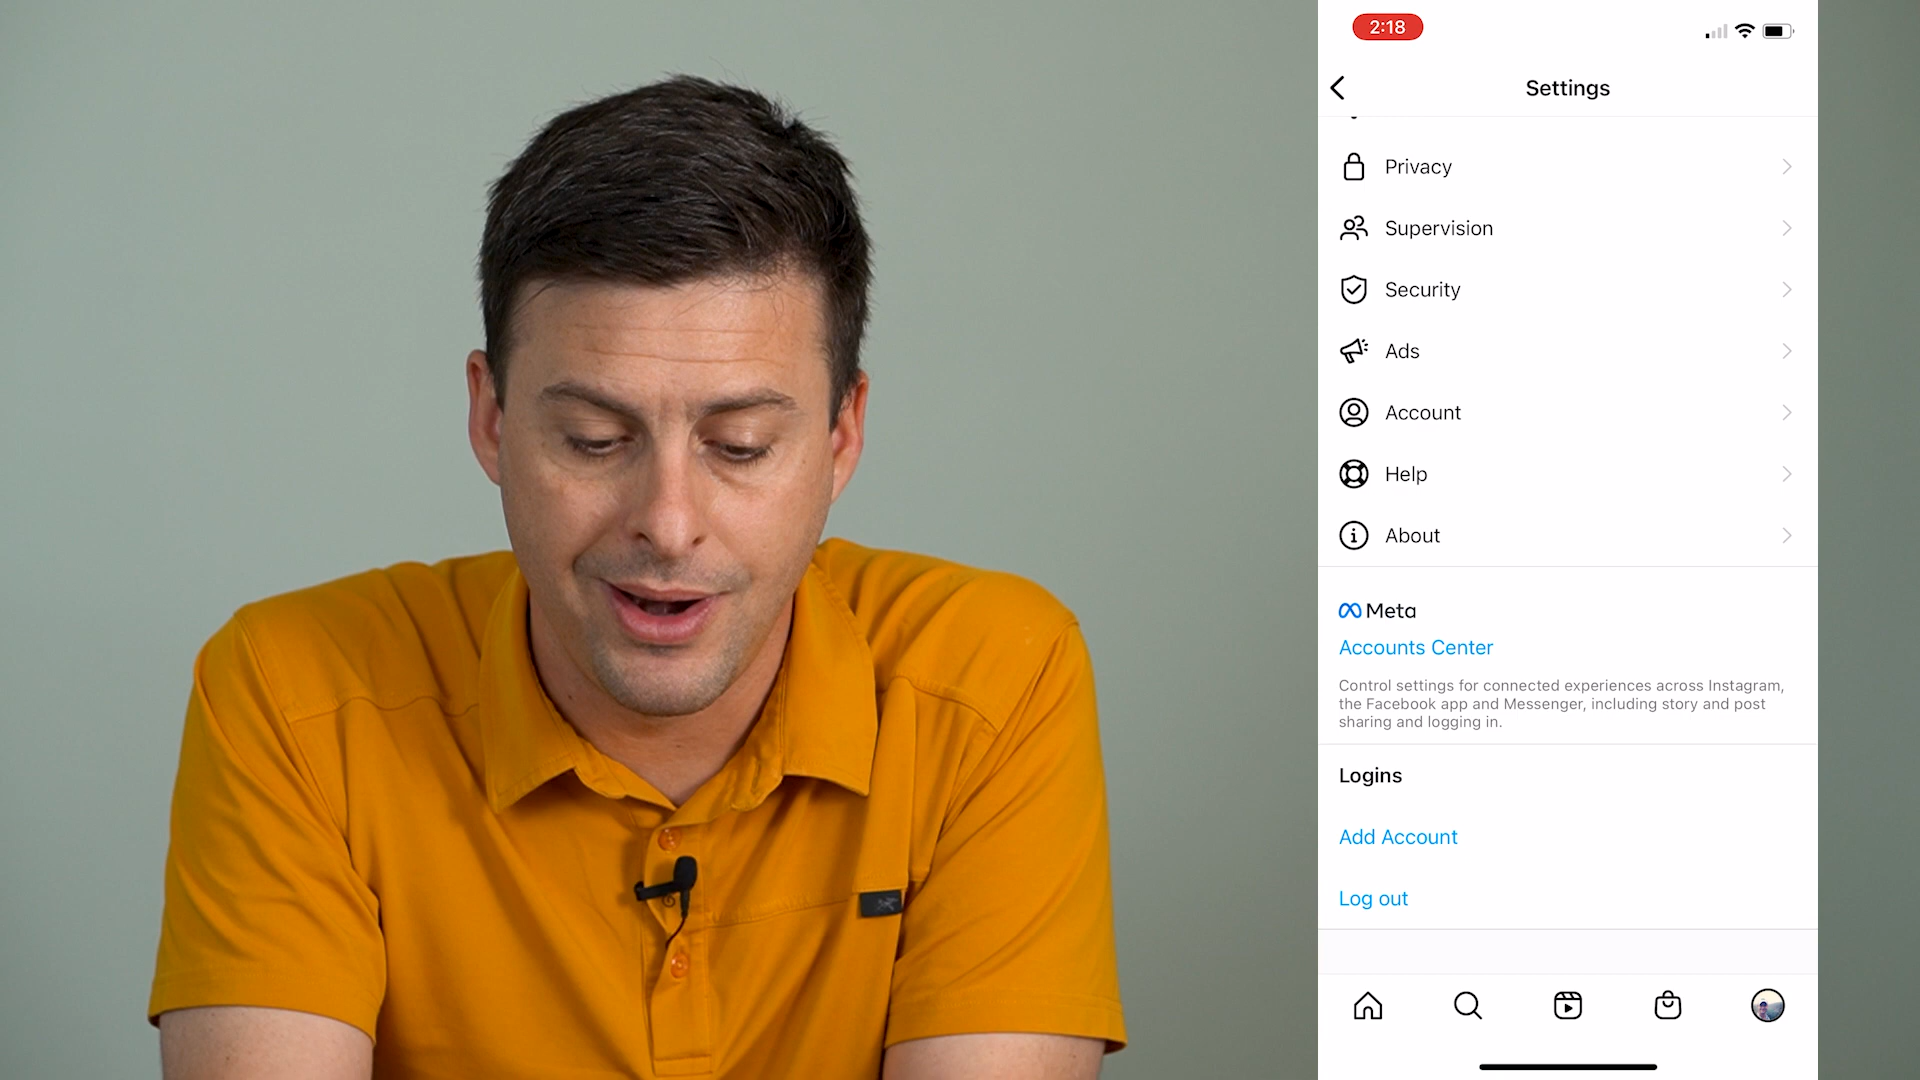 2:18
Settings
Privacy
Supervision
Security
Ads
Account
Help
About
Meta
Accounts Center
Control settings for connected experiences across Instagram,
the Facebook app and Messenger, including story and post
sharing and logging in.
Logins
Add Account
Log out